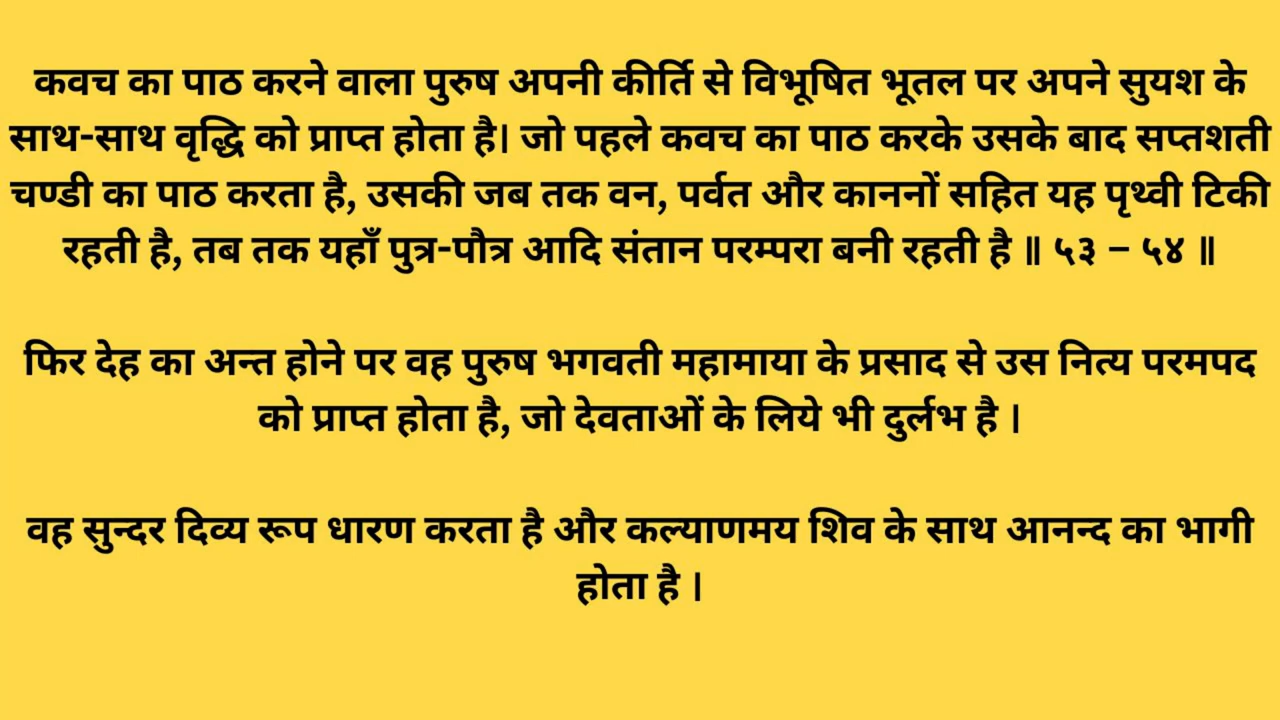 कवच का पाठ करने वाला पुरुष अपनी कीर्ति से विभूषित भूतल पर अपने सुयश के
साथ-साथ वृद्धि को प्राप्त होता है| जो पहले कवच का पाठ करके उसके बाद सप्तशती
चण्डी का पाठ करता है, उसकी जब तक वन, पर्वत और काननों सहित यह पृथ्वी टिकी
रहती है, तब तक यहाँ पुत्र-पौत्र आदि संतान परम्परा बनी रहती है ॥ ५३ – ५४ ॥
फिर देह का अन्त होने पर वह पुरुष भगवती महामाया के प्रसाद से उस नित्य परमपद
को प्राप्त होता है, जो देवताओं के लिये भी दुर्लभ है ।
वह सुन्दर दिव्य रूप धारण करता है और कल्याणमय शिव के साथ आनन्द का भागी
होता है ।